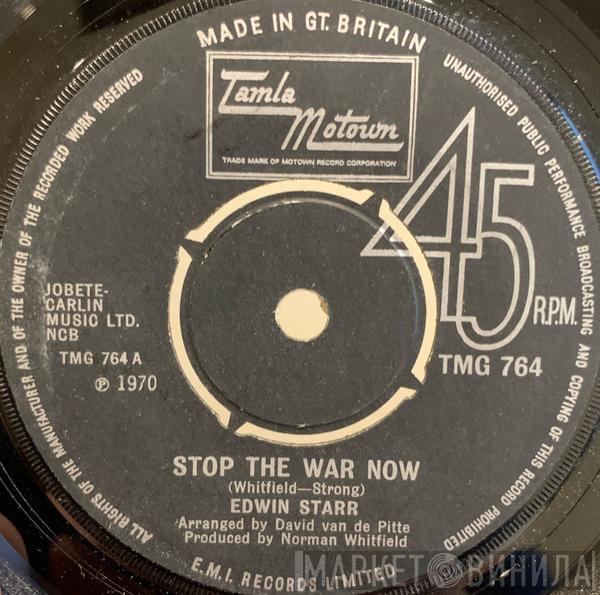 MADE IN GT. BRITAIN
UNAUTHORISED PUBLIC PERFORMANCE BROADCASTING AND COPYING OF THIS RECORD PROHIBITED
ALL RIGHTS OF THE MANUFACTURER AND OF THE OWNER OF THE RECORDED WORK RESERVED
Tamla
Motown
TRADE MARK OF MOTOWN RECORD CORPORATION
45
R.P.M.
JOBETE-
CARLIN
MUSIC LTD.
NCB
TMG 764 A
℗ 1970
TMG 764
STOP THE WAR NOW
(Whitfield—Strong)
EDWIN STARR
Arranged by David van de Pitte
Produced by Norman Whitfield
E.M.I. RECORDS LIMITED
МАРКЕТ ВИНИЛА